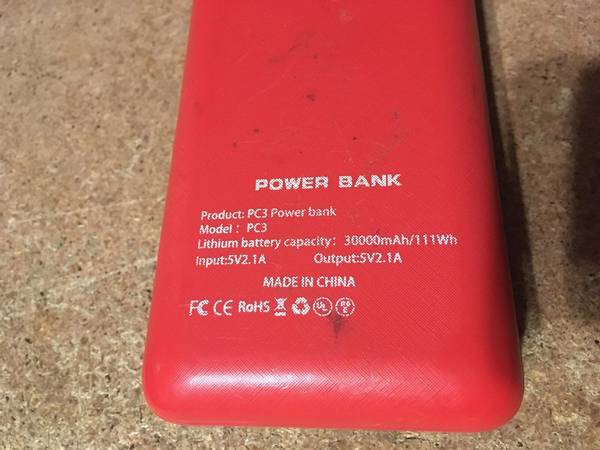 POWER BANK
Product: PC3 Power bank
Model : PC3
Lithium battery capacity: 30000mAh/111Wh
Input:5V2.1A Output:5V2.1A
MADE IN CHINA
FC CE RoHS UL